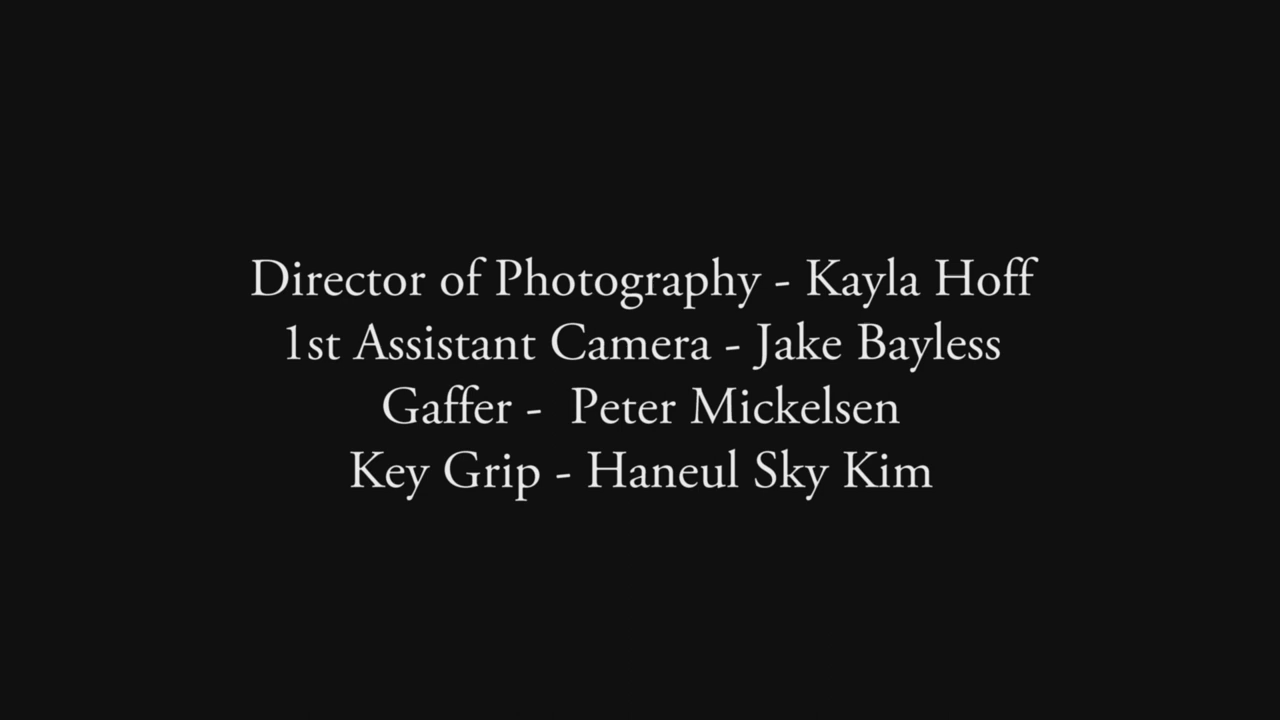 Director of Photography - Kayla Hoff
1st Assistant Camera - Jake Bayless
Gaffer -  Peter Mickelsen
Key Grip - Haneul Sky Kim